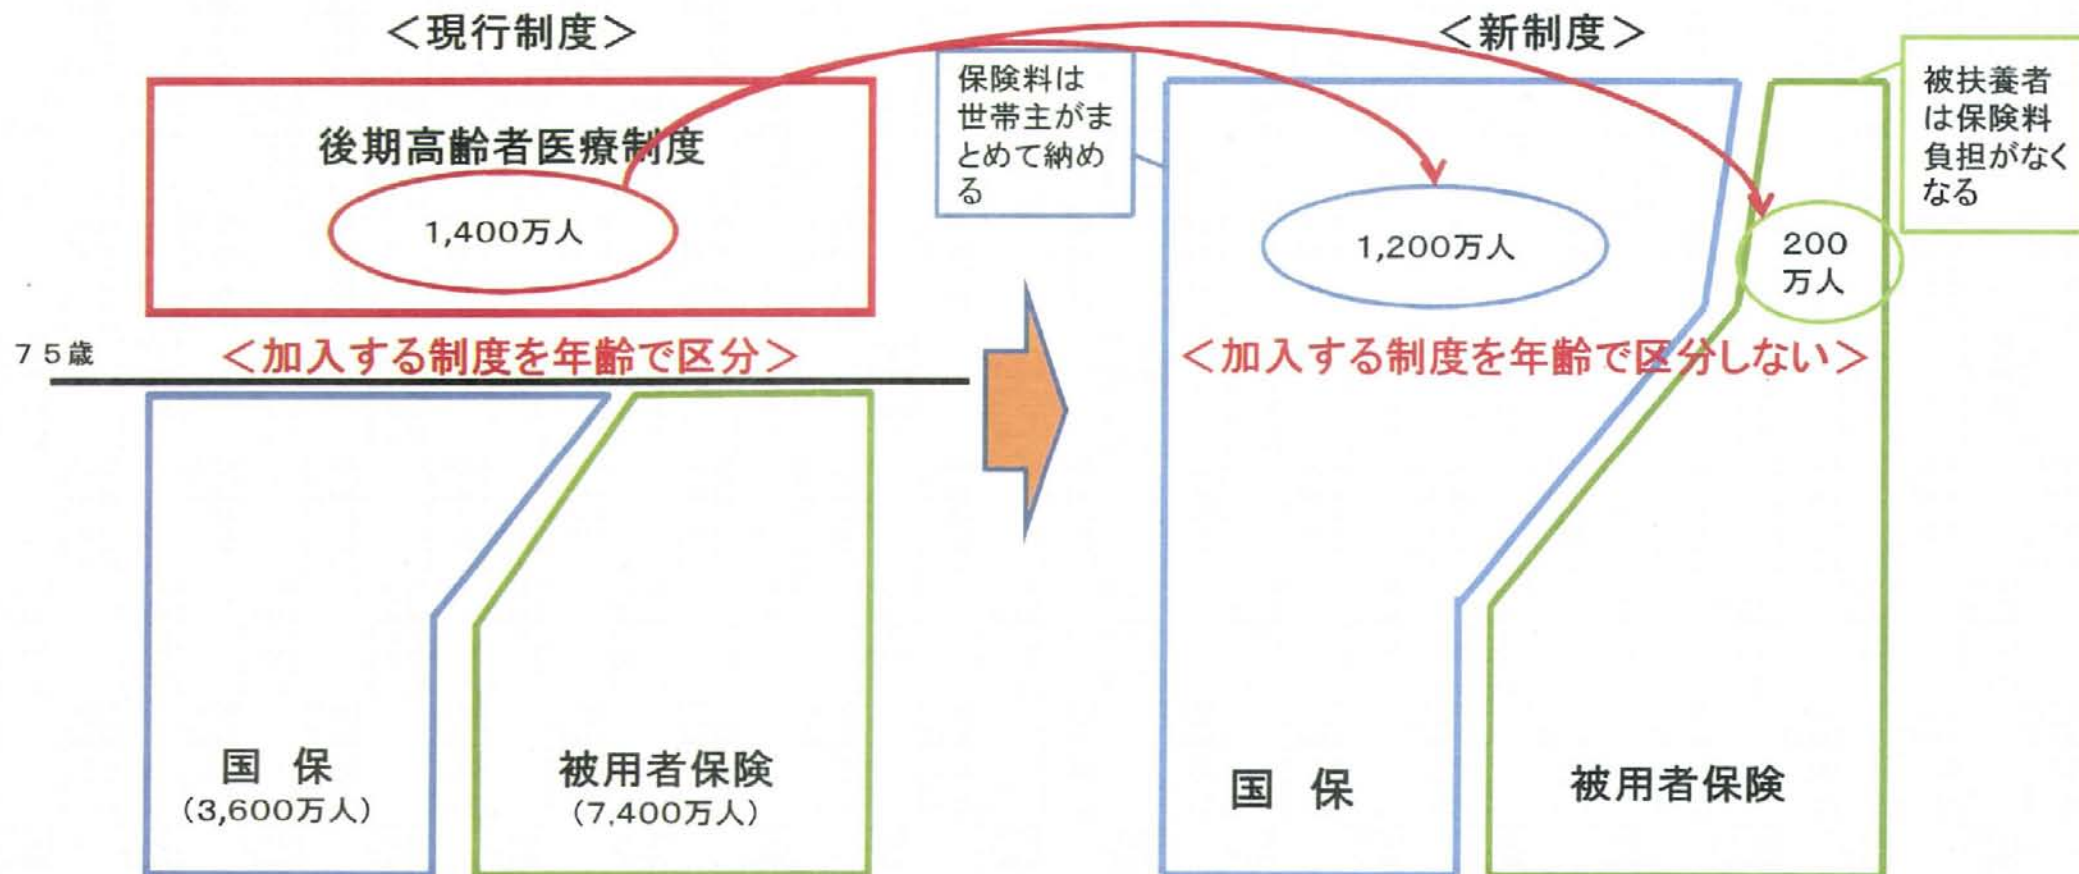 ＜現行制度＞
後期高齢者医療制度
1,400万人
７５歳
＜加入する制度を年齢で区分＞
国 保
（3,600万人）
被用者保険
（7,400万人）
＜新制度＞
保険料は
世帯主がま
とめて納め
る
1,200万人
200
万人
被扶養者
は保険料
負担がなく
なる
＜加入する制度を年齢で区分しない＞
国 保
被用者保険